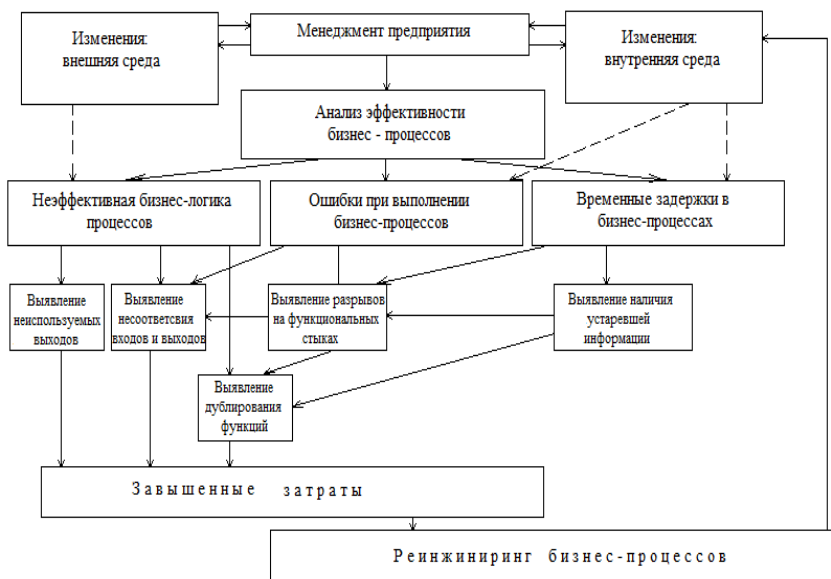 Изменения:
внешняя среда
Менеджмент предприятия
Изменения:
внутренняя среда
Анализ эффективности
бизнес - процессов
Неэффективная бизнес-логика
процессов
Ошибки при выполнении
бизнес-процессов
Временные задержки в
бизнес-процессах
Выявление
неиспользуемых
выходов
Выявление
несоответсвия
входов и выходов
Выявление разрывов
на функциональных
стыках
Выявление наличия
устаревшей
информации
Выявление
дублирования
функций
Завышенные затраты
Реинжиниринг бизнес-процессов